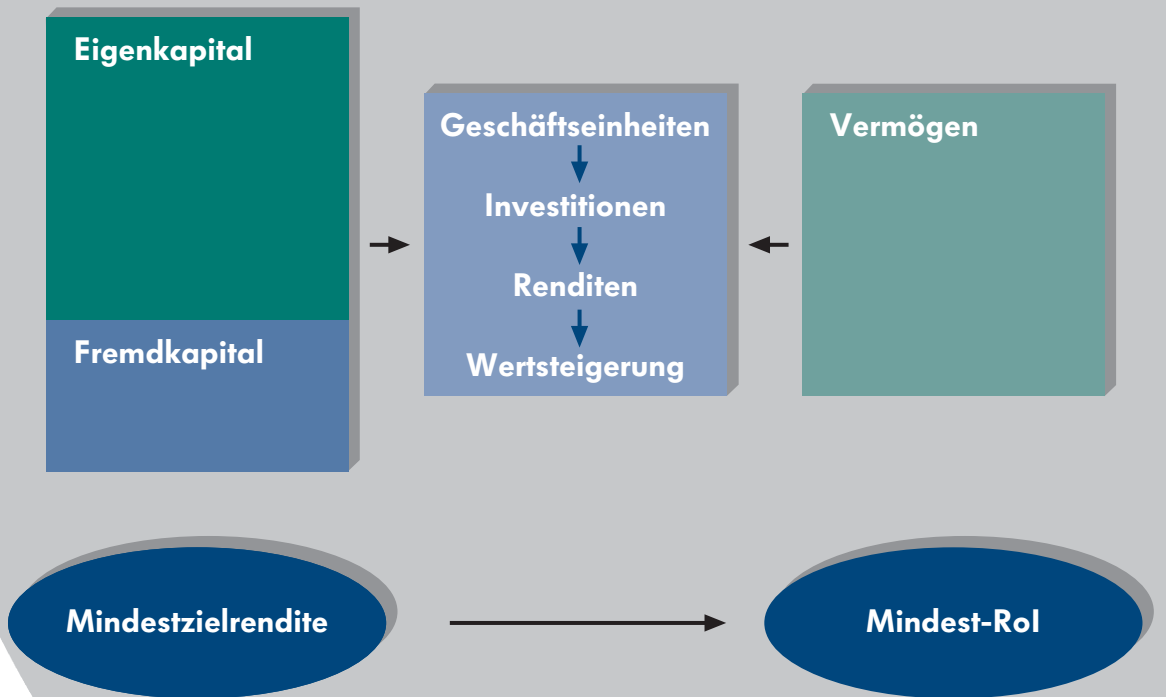 Eigenkapital
Fremdkapital
Geschäftseinheiten
Investitionen
Renditen
Wertsteigerung
Vermögen
Mindestzielrendite
Mindest-RoI